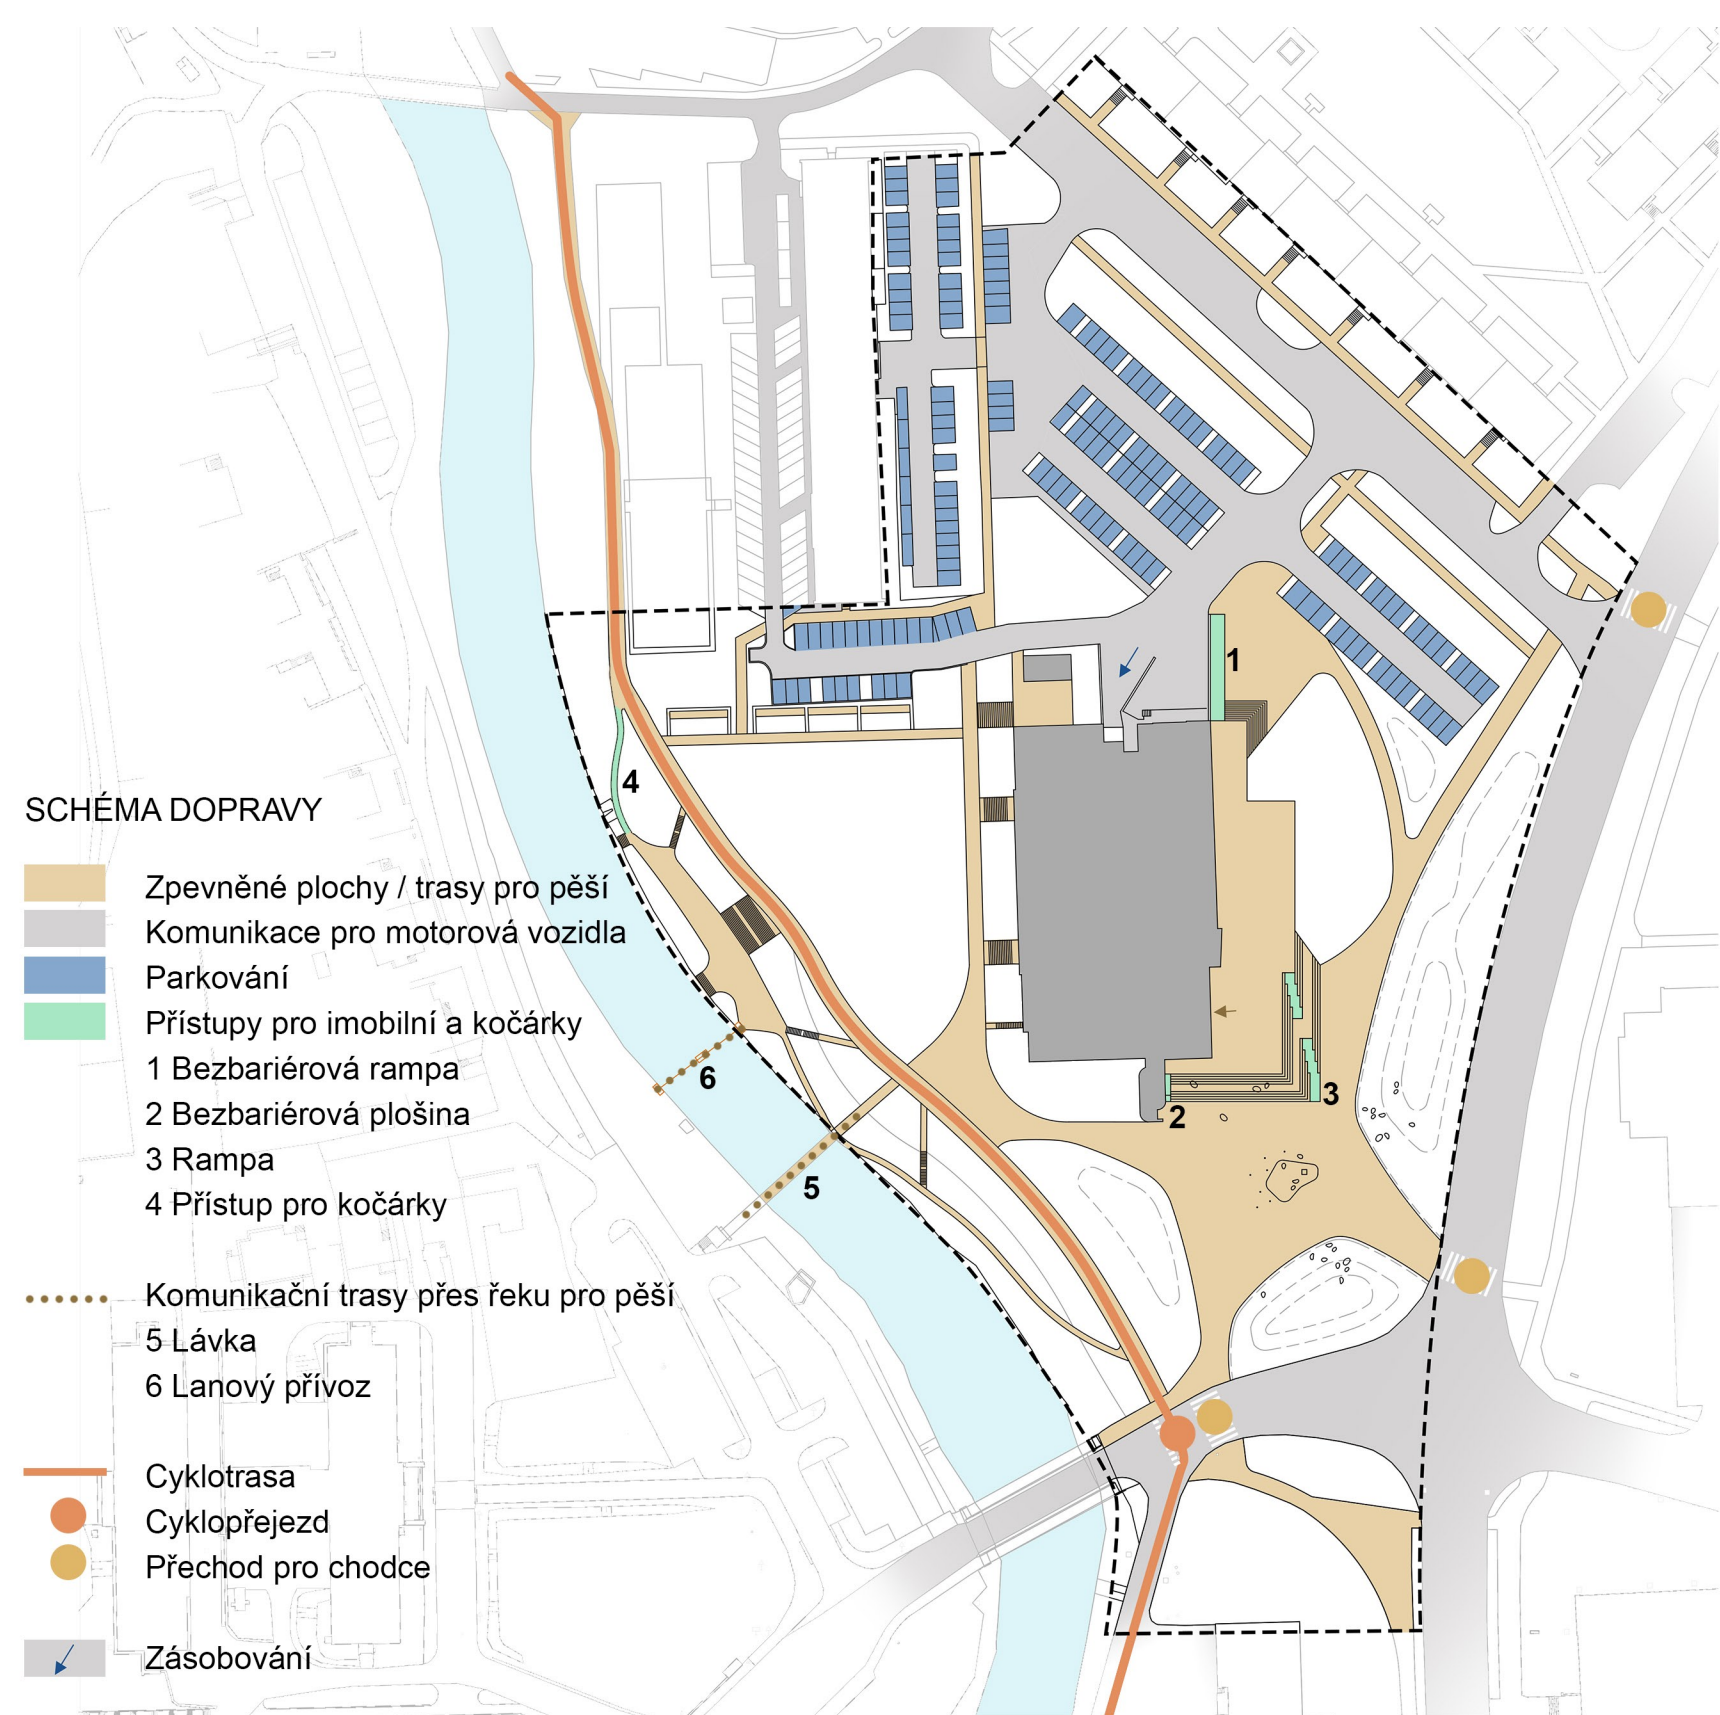 1
4
SCHÉMA DOPRAVY
Zpevněné plochy / trasy pro pěší
Komunikace pro motorová vozidla
Parkování
Přístupy pro imobilní a kočárky
1 Bezbariérová rampa
2 Bezbariérová plošina
3 Rampa
4 Přístup pro kočárky
6
3
2
5
Komunikační trasy přes řeku pro pěší
5 Lávka
6 Lanový přívoz
Cyklotrasa
Cyklopřejezd
Přechod pro chodce
Zásobování